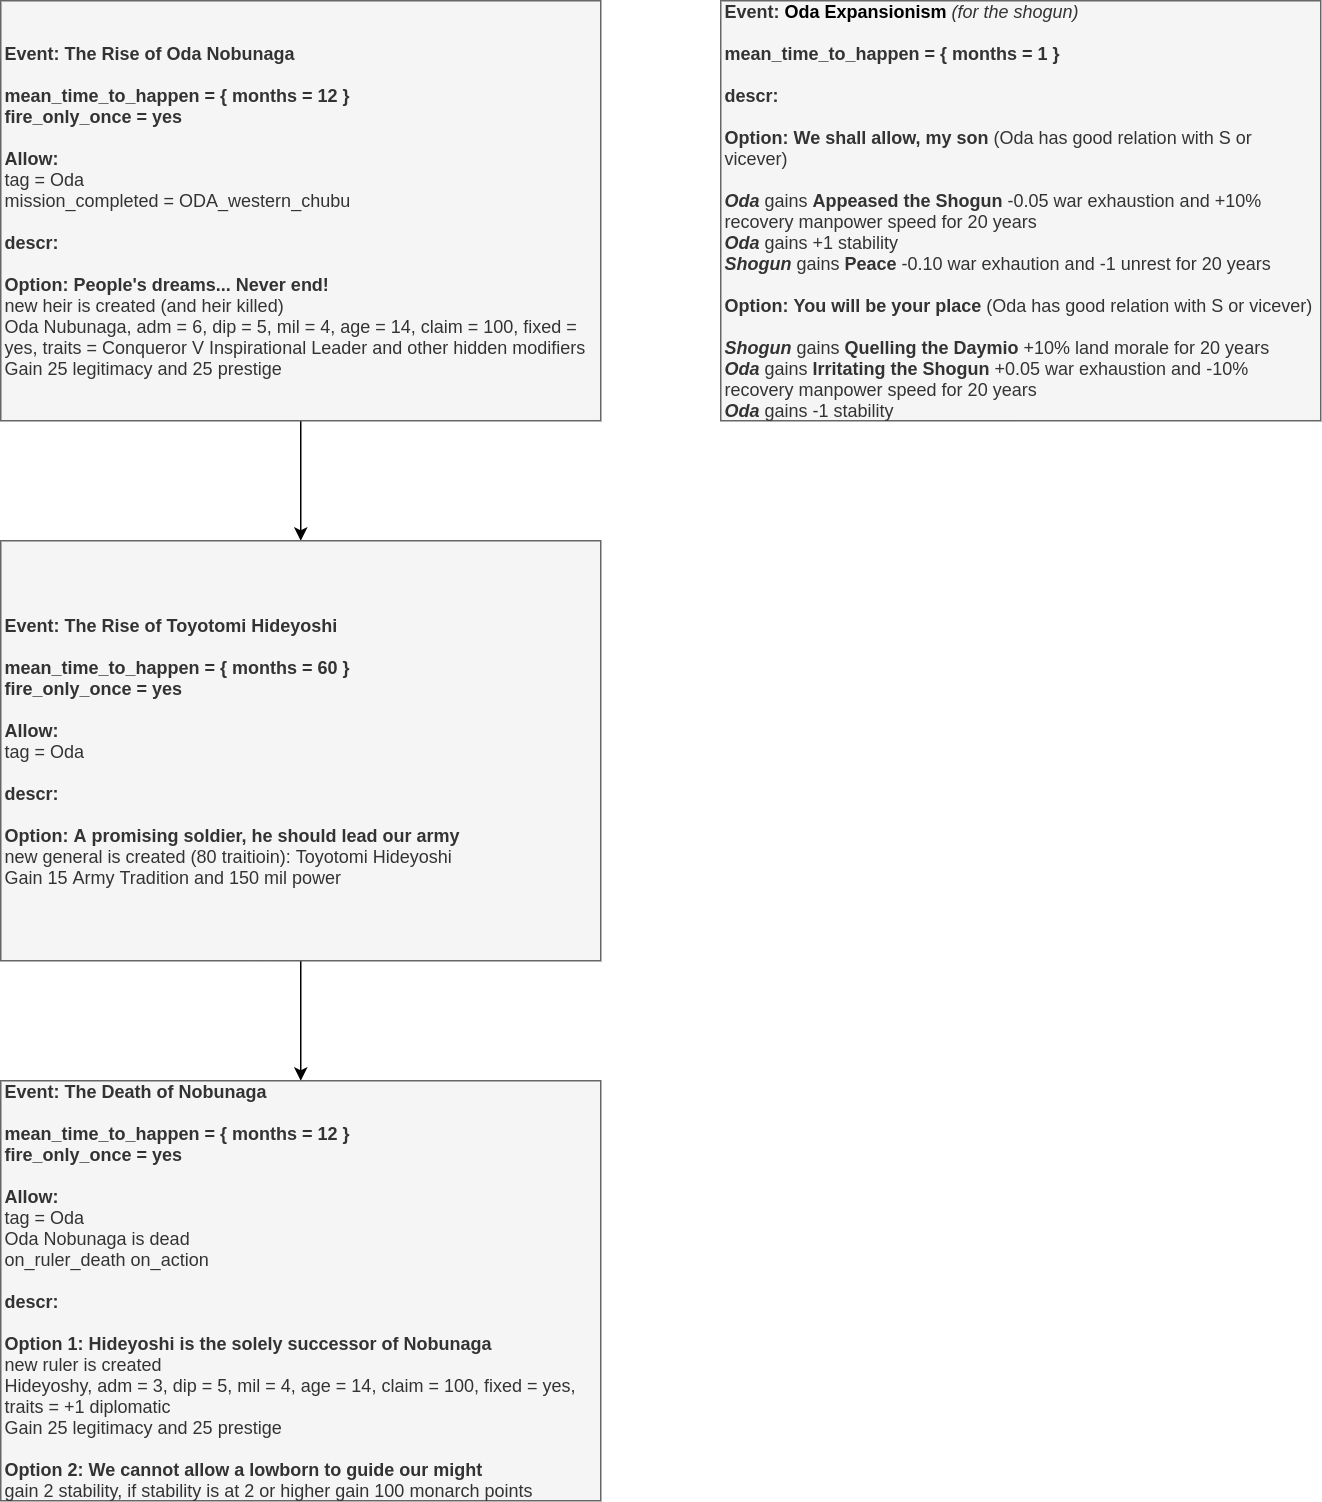 Event: The Rise of Oda Nobunaga
mean_time_to_happen = { months = 12 }
fire_only_once = yes
Allow:
tag = Oda
mission_completed = ODA_western_chubu
descr:
Option: People's dreams... Never end!
new heir is created (and heir killed)
Oda Nubunaga, adm = 6, dip = 5, mil = 4, age = 14, claim = 100, fixed =
yes, traits = Conqueror V Inspirational Leader and other hidden modifiers
Gain 25 legitimacy and 25 prestige
Event: Oda Expansionism (for the shogun)
mean_time_to_happen = { months = 1 }
descr:
Option: We shall allow, my son (Oda has good relation with S or
vicever)
Oda gains Appeased the Shogun -0.05 war exhaustion and +10%
recovery manpower speed for 20 years
Oda gains +1 stability
Shogun gains Peace -0.10 war exhaution and -1 unrest for 20 years
Option: You will be your place (Oda has good relation with S or vicever)
Shogun gains Quelling the Daymio +10% land morale for 20 years
Oda gains Irritating the Shogun +0.05 war exhaustion and -10%
recovery manpower speed for 20 years
Oda gains -1 stability
Event: The Rise of Toyotomi Hideyoshi
mean_time_to_happen = { months = 60 }
fire_only_once = yes
Allow:
tag = Oda
descr:
Option: A promising soldier, he should lead our army
new general is created (80 traitioin): Toyotomi Hideyoshi
Gain 15 Army Tradition and 150 mil power
Event: The Death of Nobunaga
mean_time_to_happen = { months = 12 }
fire_only_once = yes
Allow:
tag = Oda
Oda Nobunaga is dead
on_ruler_death on_action
descr:
Option 1: Hideyoshi is the solely successor of Nobunaga
new ruler is created
Hideyoshy, adm = 3, dip = 5, mil = 4, age = 14, claim = 100, fixed = yes,
traits = +1 diplomatic
Gain 25 legitimacy and 25 prestige
Option 2: We cannot allow a lowborn to guide our might
gain 2 stability, if stability is at 2 or higher gain 100 monarch points